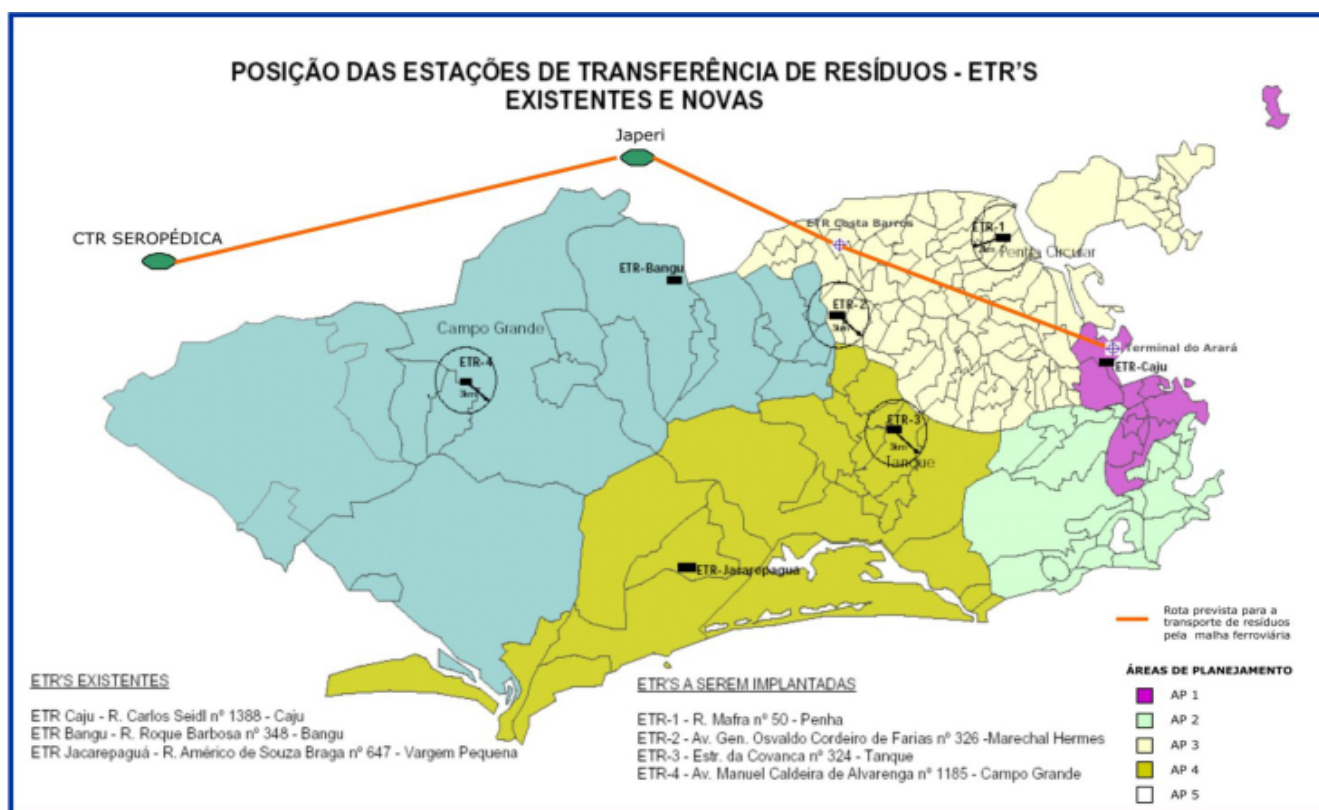 POSIÇÃO DAS ESTAÇÕES DE TRANSFERÊNCIA DE RESÍDUOS - ETR'S
EXISTENTES E NOVAS
Japeri
CTR SEROPÉDICA
ETR Costa Barros
ETR-1
Penha Circular
ETR-Bangu
ETR-2
3km
Campo Grande
ETR-4
3km
Terminal do Arará
ETR-Caju
ETR-3
3km
Tanque
ETR-Jacarepaguá
Rota prevista para a
transporte de resíduos
pela malha ferroviária
ETR'S EXISTENTES
ETR Caju - R. Carlos Seidl nº 1388 - Caju
ETR Bangu - R. Roque Barbosa nº 348 - Bangu
ETR Jacarepaguá - R. Américo de Souza Braga nº 647 - Vargem Pequena
ETR'S A SEREM IMPLANTADAS
ETR-1 - R. Mafra nº 50 - Penha
ETR-2 - Av. Gen. Osvaldo Cordeiro de Farias nº 326 -Marechal Hermes
ETR-3 - Estr. da Covanca nº 324 - Tanque
ETR-4 - Av. Manuel Caldeira de Alvarenga nº 1185 - Campo Grande
ÁREAS DE PLANEJAMENTO
AP 1
AP 2
AP 3
AP 4
AP 5